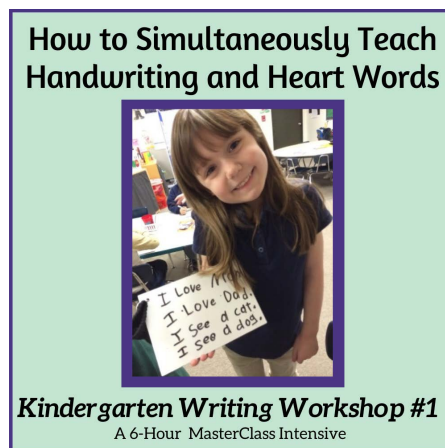 How to Simultaneously Teach
Handwriting and Heart Words
I Love Mom.
I Love Dad.
I see a cat.
I see a dog.
Kindergarten Writing Workshop #1
A 6-Hour MasterClass Intensive